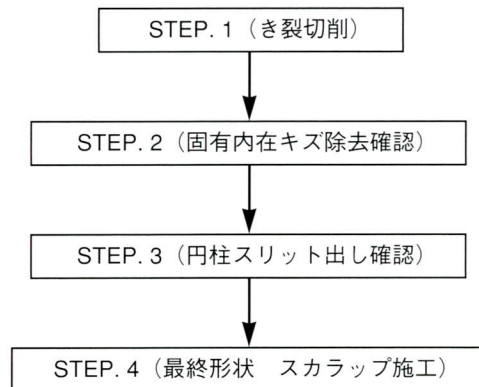 STEP. 1（き裂切削）
STEP. 2（固有内在キズ除去確認）
STEP. 3（円柱スリット出し確認）
STEP. 4（最終形状　スカラップ施工）